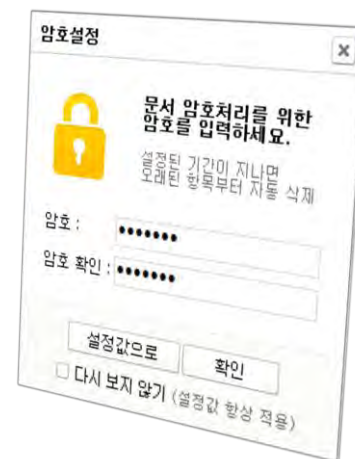 암호설정
문서 암호처리를 위한
암호를 입력하세요.
설정된 기간이 지나면
오래된 항목부터 자동 삭제
암호 : •••••••
암호 확인 : •••••••
설정값으로 확인
다시 보지 않기 (설정값 항상 적용)